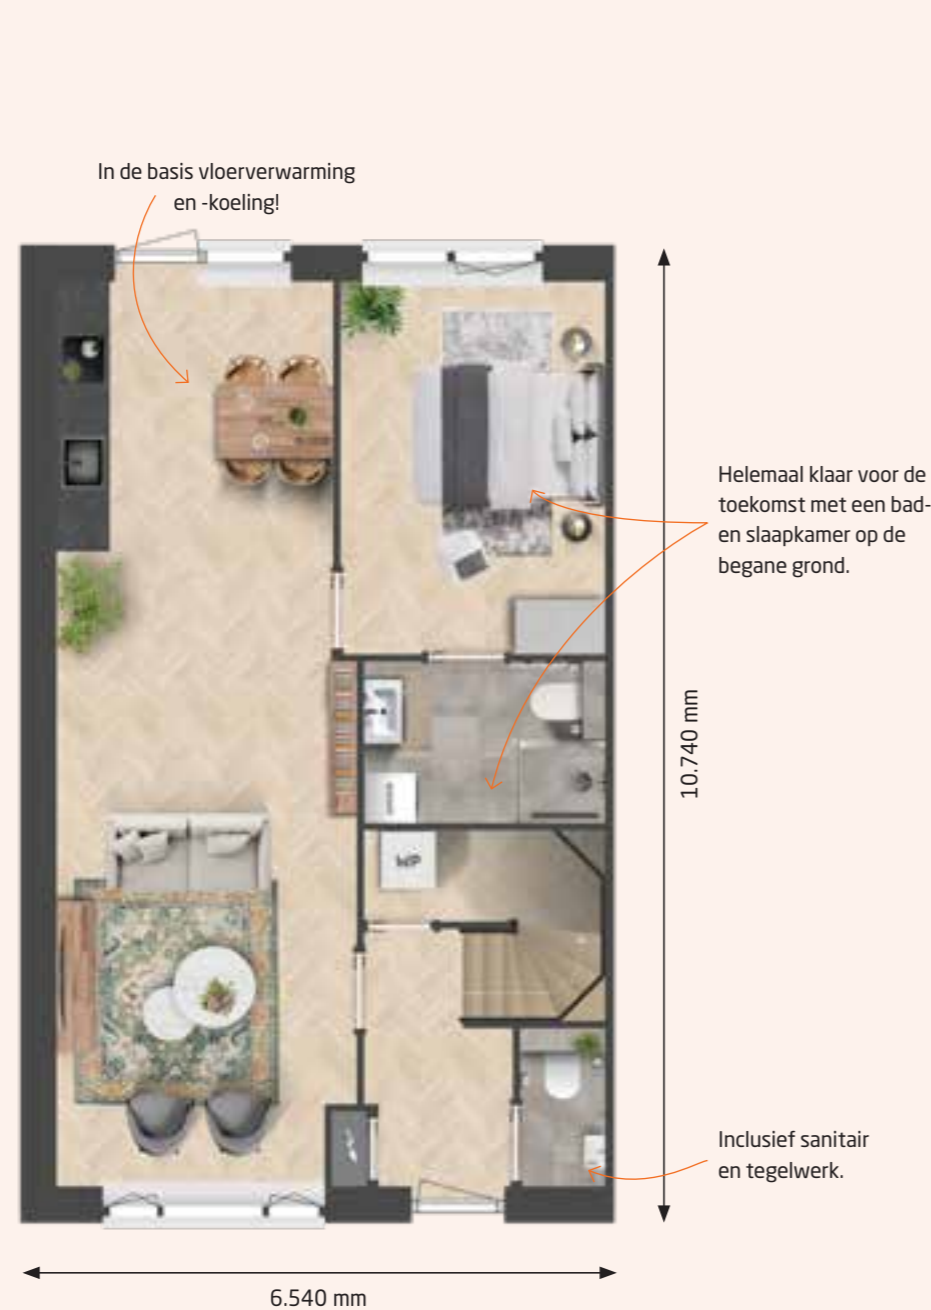 In de basis vloerverwarming
en -koeling!
Helemaal klaar voor de
toekomst met een bad-
en slaapkamer op de
begane grond.
10.740 mm
WP
Inclusief sanitair
en tegelwerk.
6.540 mm